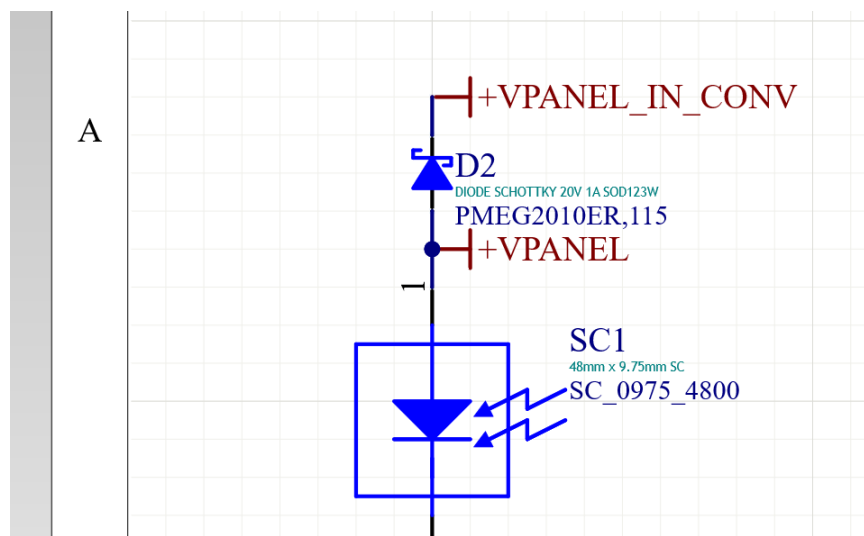 +VPANEL_IN_CONV
A
D2
DIODE SCHOTTKY 20V 1A SOD123W
PMEG2010ER,115
+VPANEL
1
SC1
48mm x 9.75mm SC
SC_0975_4800